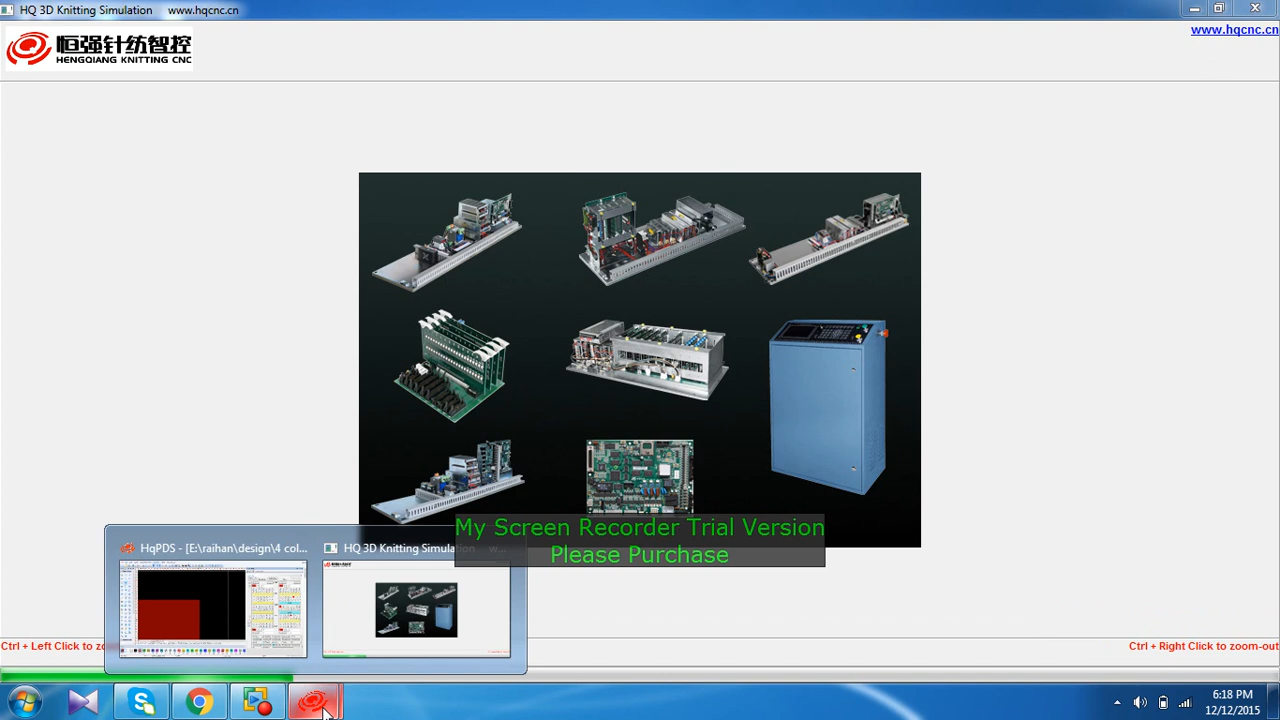 HQ 3D Knitting Simulation www.hqcnc.cn
www.hqcnc.cn
恒强针纺智控
HENGQIANG KNITTING CNC
My Screen Recorder Trial Version
Please Purchase
HqPDS - [E:\raihan\design\4 col...
HQ 3D Knitting Simulation w...
Ctrl + Left Click to zo
Ctrl + Right Click to zoom-out
6:18 PM
12/12/2015